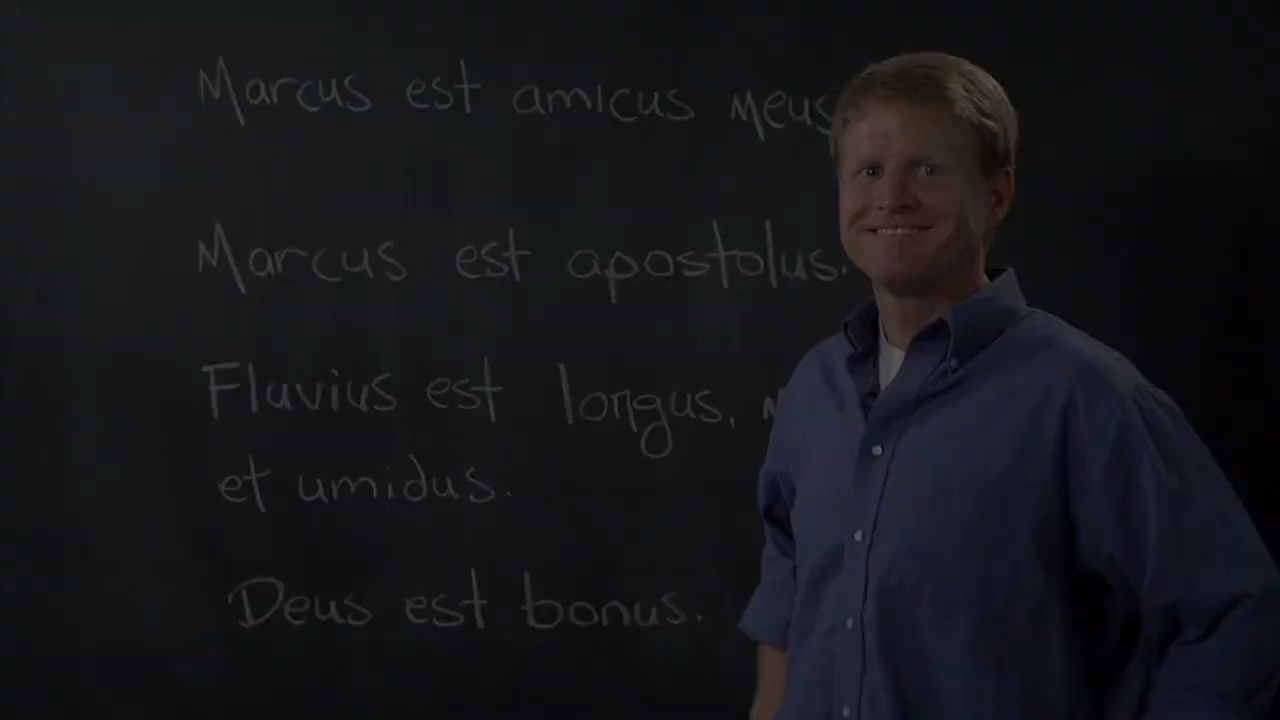 Marcus est amicus meus
Marcus est apostolus.
Fluvius est longus,
et umidus.
Deus est bonus.